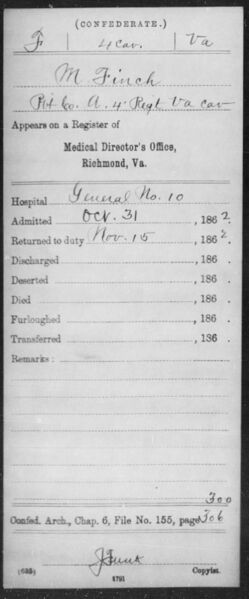 (CONFEDERATE.)
F 4 Cav. Va
M Finch
Pvt Co. A. 4 Regt Va Cav
Appears on a Register of
Medical Director's Office,
Richmond, Va.
Hospital General No. 10
Admitted Oct. 31, 1862
Returned to duty Nov. 15, 1862.
Discharged, 186 .
Deserted, 186 .
Died, 186 .
Furloughed, 186 .
Transferred, 186 .
Remarks:
300
Confed. Arch., Chap. 6, File No. 155, page 306
(635) Copyist.
1791